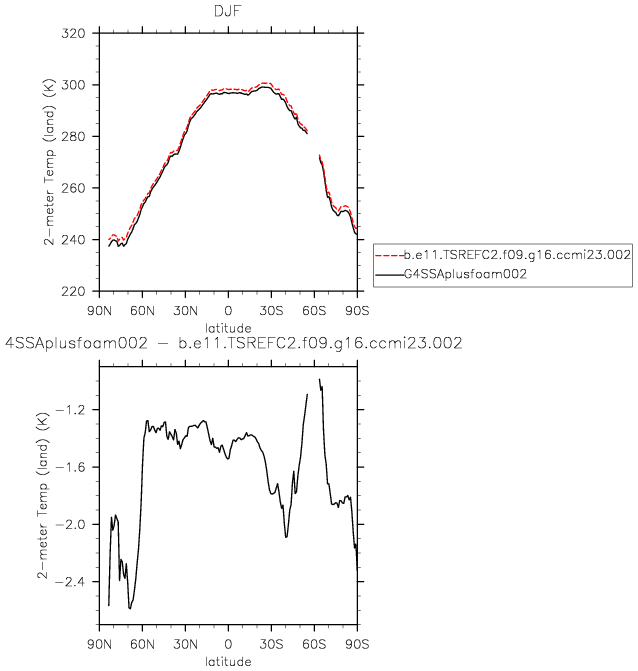 DJF
320
300
280
260
240
220
2-meter Temp (land) (K)
90N 60N 30N 0 30S 60S 90S
latitude
b.e11.TSREFC2.f09.g16.ccmi23.002
G4SSAplusfoam002
4SSAplusfoam002 - b.e11.TSREFC2.f09.g16.ccmi23.002
-1.2
-1.6
-2.0
-2.4
2-meter Temp (land) (K)
90N 60N 30N 0 30S 60S 90S
latitude